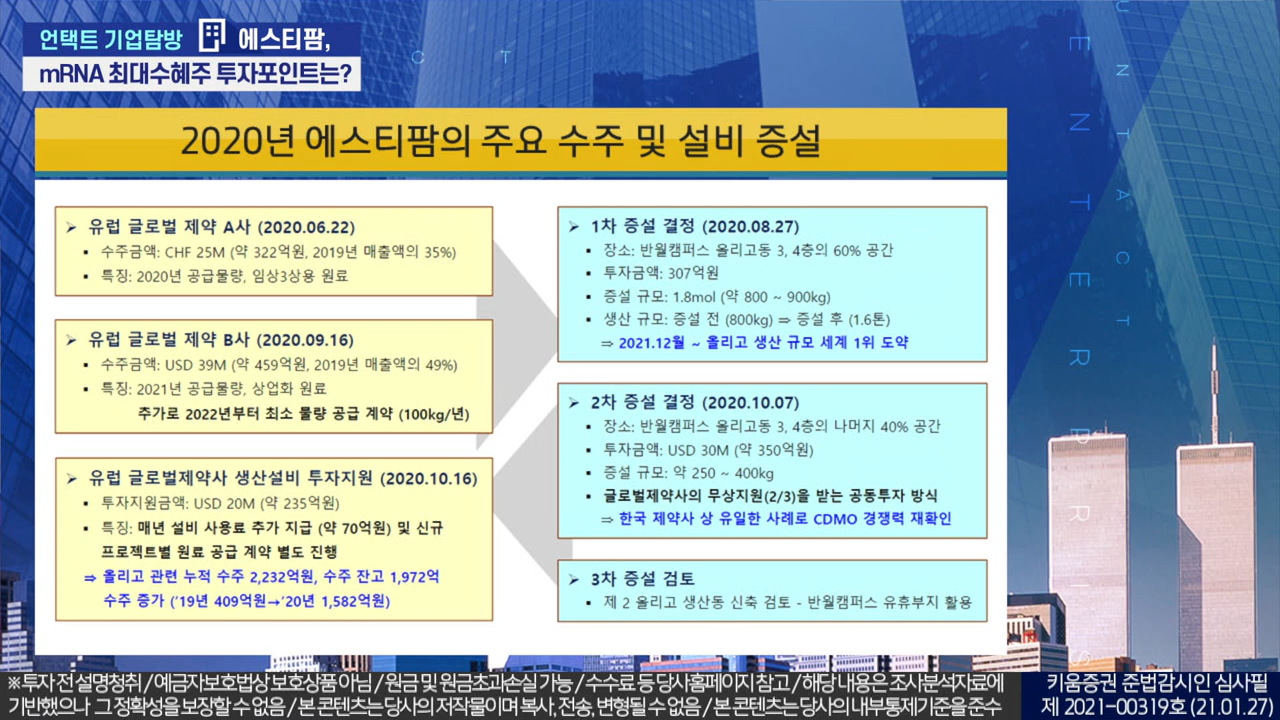 언택트 기업탐방 에스티팜,
mRNA 최대수혜주 투자포인트는?
2020년 에스티팜의 주요 수주 및 설비 증설
➢ 유럽 글로벌 제약 A사 (2020.06.22)
▪ 수주금액: CHF 25M (약 322억원, 2019년 매출액의 35%)
▪ 특징: 2020년 공급물량, 임상3상용 원료
➢ 유럽 글로벌 제약 B사 (2020.09.16)
▪ 수주금액: USD 39M (약 459억원, 2019년 매출액의 49%)
▪ 특징: 2021년 공급물량, 상업화 원료
추가로 2022년부터 최소 물량 공급 계약 (100kg/년)
➢ 유럽 글로벌제약사 생산설비 투자지원 (2020.10.16)
▪ 투자지원금액: USD 20M (약 235억원)
▪ 특징: 매년 설비 사용료 추가 지급 (약 70억원) 및 신규
프로젝트별 원료 공급 계약 별도 진행
⇒ 올리고 관련 누적 수주 2,232억원, 수주 잔고 1,972억
수주 증가 (’19년 409억원→’20년 1,582억원)
➢ 1차 증설 결정 (2020.08.27)
▪ 장소: 반월캠퍼스 올리고동 3, 4층의 60% 공간
▪ 투자금액: 307억원
▪ 증설 규모: 1.8mol (약 800 ~ 900kg)
▪ 생산 규모: 증설 전 (800kg) ⇒ 증설 후 (1.6톤)
⇒ 2021.12월 ~ 올리고 생산 규모 세계 1위 도약
➢ 2차 증설 결정 (2020.10.07)
▪ 장소: 반월캠퍼스 올리고동 3, 4층의 나머지 40% 공간
▪ 투자금액: USD 30M (약 350억원)
▪ 증설 규모: 약 250 ~ 400kg
▪ 글로벌제약사의 무상지원(2/3)을 받는 공동투자 방식
⇒ 한국 제약사 상 유일한 사례로 CDMO 경쟁력 재확인
➢ 3차 증설 검토
▪ 제 2 올리고 생산동 신축 검토 - 반월캠퍼스 유휴부지 활용
UNTACT
ENTERPRIS
※투자 전 설명청취 / 예금자보호법상 보호상품 아님 / 원금 및 원금초과손실 가능 / 수수료 등 당사홈페이지 참고 / 해당 내용은 조사분석자료에
기반했으나 그 정확성을 보장할 수 없음 / 본 콘텐츠는 당사의 저작물이며 복사, 전송, 변형될 수 없음 / 본 콘텐츠는 당사의 내부통제기준을 준수
키움증권 준법감시인 심사필
제 2021-00319호 (21.01.27)